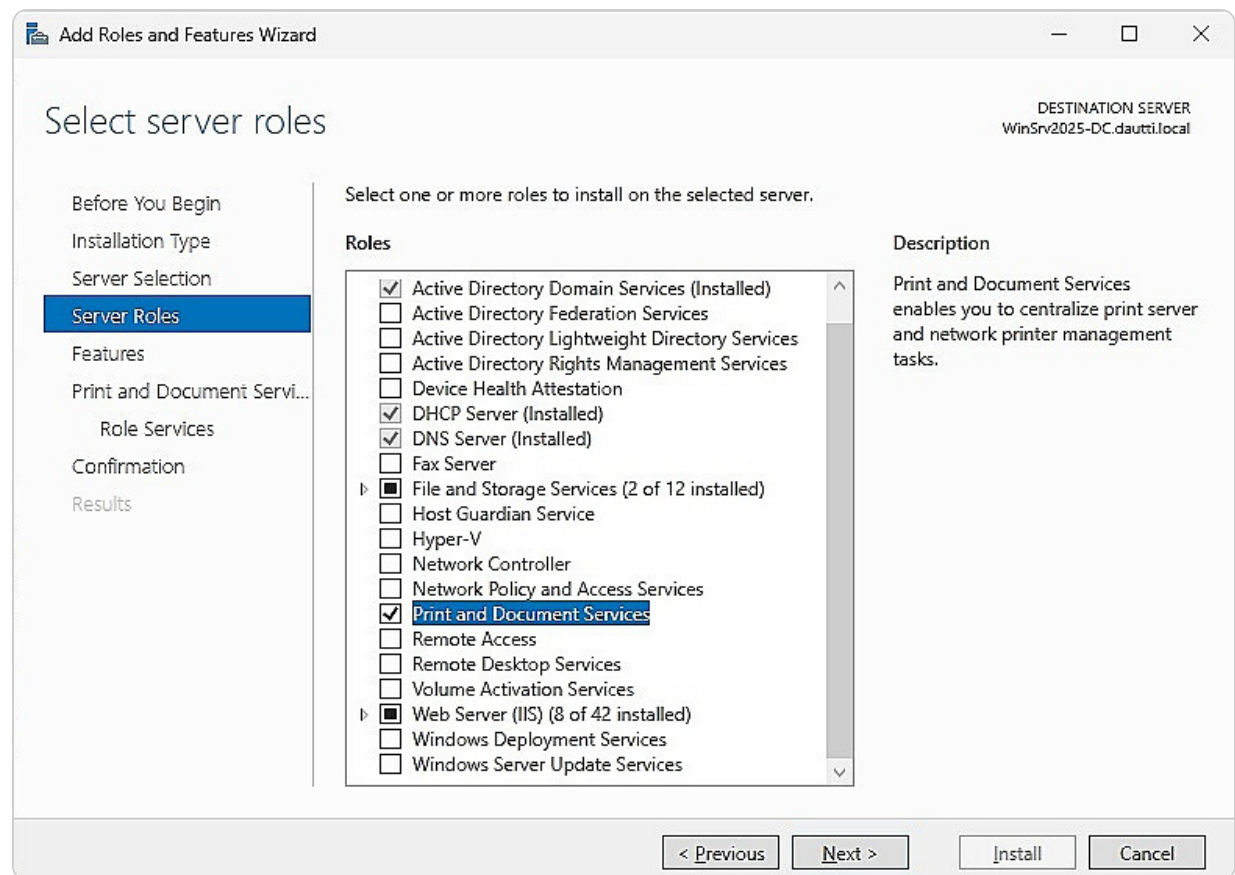 Add Roles and Features Wizard
Select server roles
DESTINATION SERVER
WinSrv2025-DC.dautti.local
Before You Begin
Installation Type
Server Selection
Server Roles
Features
Print and Document Servi...
Role Services
Confirmation
Results
Select one or more roles to install on the selected server.
Roles
Active Directory Domain Services (Installed)
Active Directory Federation Services
Active Directory Lightweight Directory Services
Active Directory Rights Management Services
Device Health Attestation
DHCP Server (Installed)
DNS Server (Installed)
Fax Server
File and Storage Services (2 of 12 installed)
Host Guardian Service
Hyper-V
Network Controller
Network Policy and Access Services
Print and Document Services
Remote Access
Remote Desktop Services
Volume Activation Services
Web Server (IIS) (8 of 42 installed)
Windows Deployment Services
Windows Server Update Services
Description
Print and Document Services
enables you to centralize print server
and network printer management
tasks.
< Previous
Next >
Install
Cancel